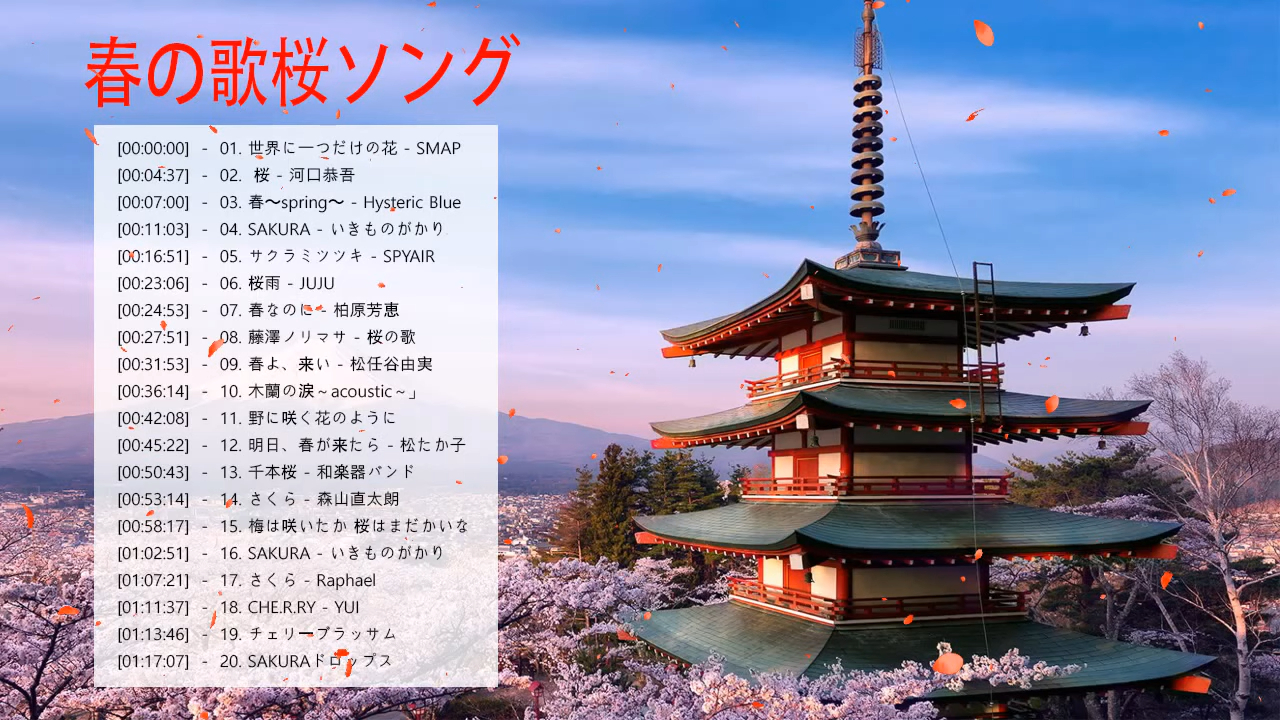 春の歌桜ソング
[00:00:00] - 01. 世界に一つだけの花 - SMAP
[00:04:37] - 02. 桜 - 河口恭吾
[00:07:00] - 03. 春～spring～ - Hysteric Blue
[00:11:03] - 04. SAKURA - いきものがかり
[00:16:51] - 05. サクラミツツキ - SPYAIR
[00:23:06] - 06. 桜雨 - JUJU
[00:24:53] - 07. 春なのに - 柏原芳恵
[00:27:51] - 08. 藤澤ノリマサ - 桜の歌
[00:31:53] - 09. 春よ、来い - 松任谷由実
[00:36:14] - 10. 木蘭の涙～acoustic～」
[00:42:08] - 11. 野に咲く花のように
[00:45:22] - 12. 明日、春が来たら - 松たか子
[00:50:43] - 13. 千本桜 - 和楽器バンド
[00:53:14] - 14. さくら - 森山直太朗
[00:58:17] - 15. 梅は咲いたか 桜はまだかいな
[01:02:51] - 16. SAKURA - いきものがかり
[01:07:21] - 17. さくら - Raphael
[01:11:37] - 18. CHE.R.RY - YUI
[01:13:46] - 19. チェリーブラッサム
[01:17:07] - 20. SAKURAドロップス